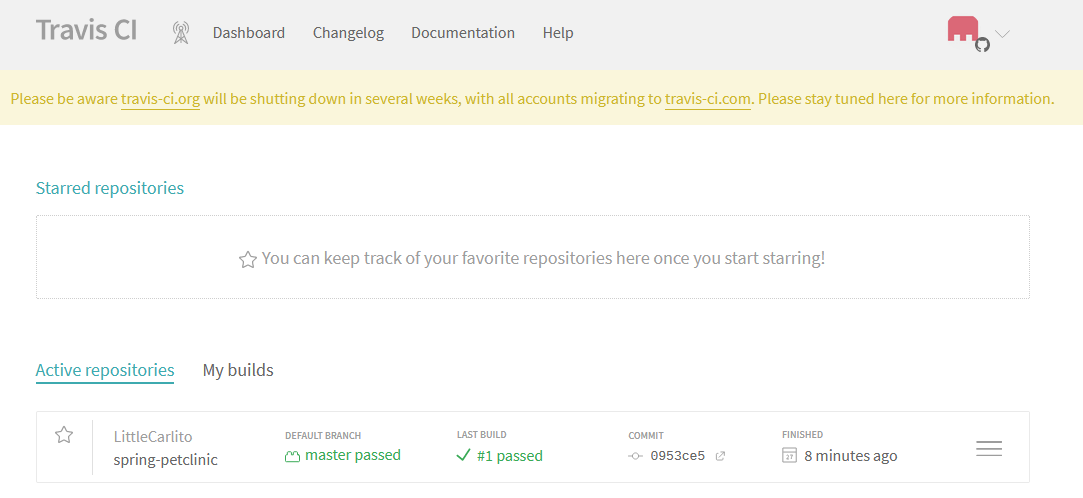 Travis CI Dashboard Changelog Documentation Help
Please be aware travis-ci.org will be shutting down in several weeks, with all accounts migrating to travis-ci.com. Please stay tuned here for more information.
Starred repositories
You can keep track of your favorite repositories here once you start starring!
Active repositories My builds
LittleCarlito DEFAULT BRANCH LAST BUILD COMMIT FINISHED
spring-petclinic master passed #1 passed 0953ce5 27 8 minutes ago